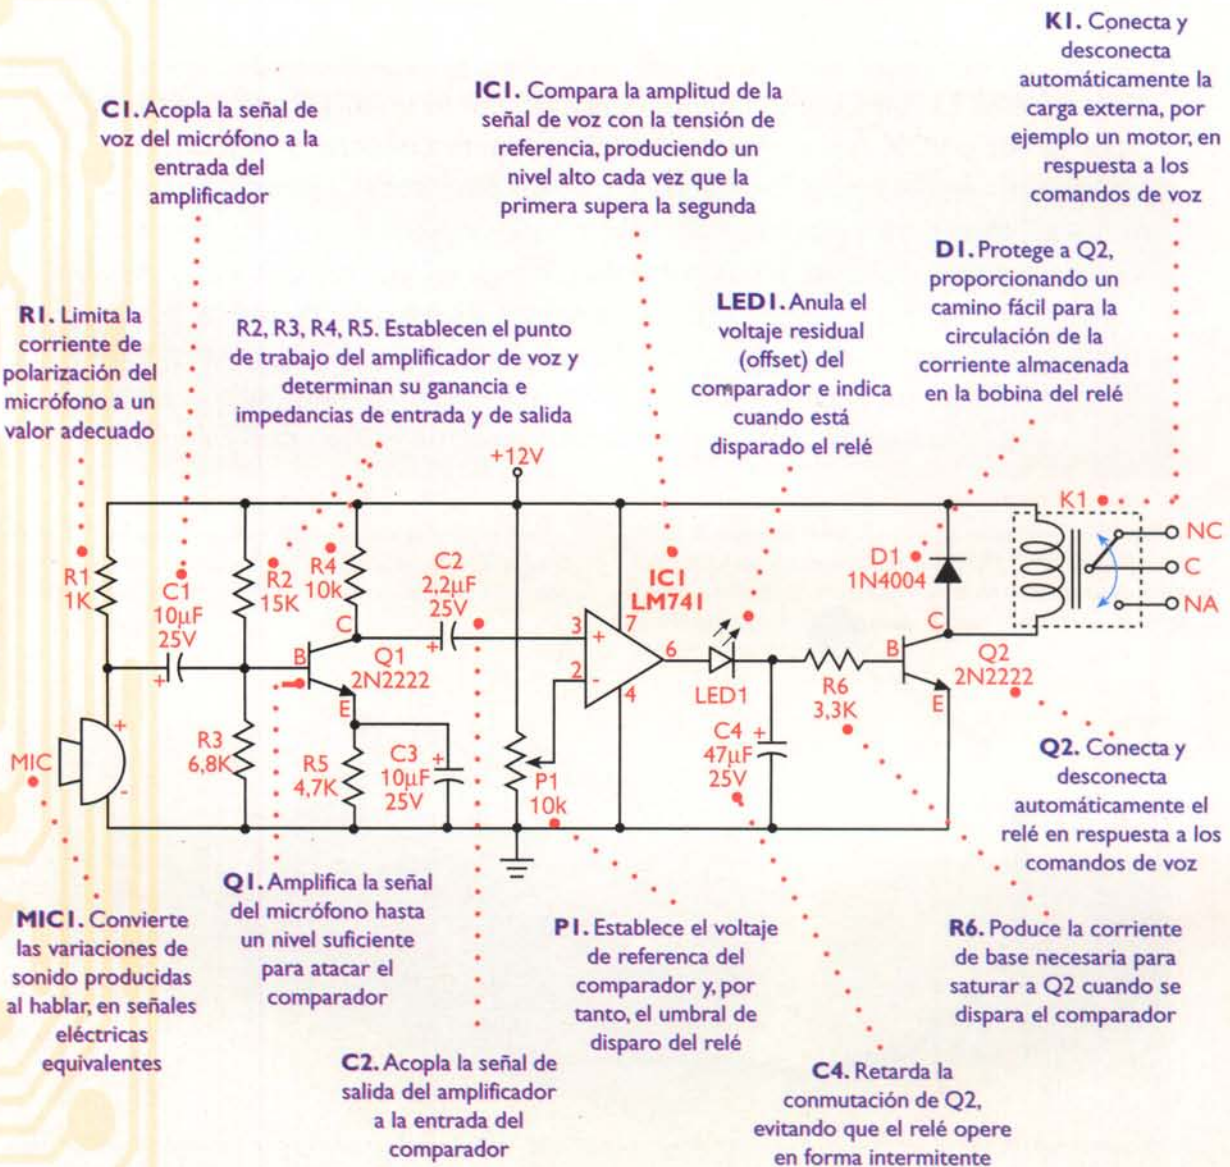 K1. Conecta y
desconecta
automáticamente la
carga externa, por
ejemplo un motor, en
respuesta a los
comandos de voz
IC1. Compara la amplitud de la
señal de voz con la tensión de
referencia, produciendo un
nivel alto cada vez que la
primera supera la segunda
C1. Acopla la señal de
voz del micrófono a la
entrada del
amplificador
D1. Protege a Q2,
proporcionando un
camino fácil para la
circulación de la
corriente almacenada
en la bobina del relé
LED1. Anula el
voltaje residual
(offset) del
comparador e indica
cuando está
disparado el relé
R1. Limita la
corriente de
polarización del
micrófono a un
valor adecuado
R2, R3, R4, R5. Establecen el punto
de trabajo del amplificador de voz y
determinan su ganancia e
impedancias de entrada y de salida
+12V
K1
NC
C
NA
R1
1K
C1
10µF
25V
+
R2
15K
R4
10k
C
B
E
Q1
2N2222
C2
2,2µF
25V
+
IC1
LM741
3
+
2
-
7
6
4
LED1
D1
1N4004
C
B
E
Q2
2N2222
R6
3,3K
MIC
+
-
R3
6,8K
R5
4,7K
C3
10µF
25V
+
P1
10k
C4
47µF
25V
+
Q2. Conecta y
desconecta
automáticamente el
relé en respuesta a los
comandos de voz
MIC1. Convierte
las variaciones de
sonido producidas
al hablar, en señales
eléctricas
equivalentes
Q1. Amplifica la señal
del micrófono hasta
un nivel suficiente
para atacar el
comparador
C2. Acopla la señal de
salida del amplificador
a la entrada del
comparador
P1. Establece el voltaje
de referenca del
comparador y, por
tanto, el umbral de
disparo del relé
C4. Retarda la
conmutación de Q2,
evitando que el relé opere
en forma intermitente
R6. Poduce la corriente
de base necesaria para
saturar a Q2 cuando se
dispara el comparador